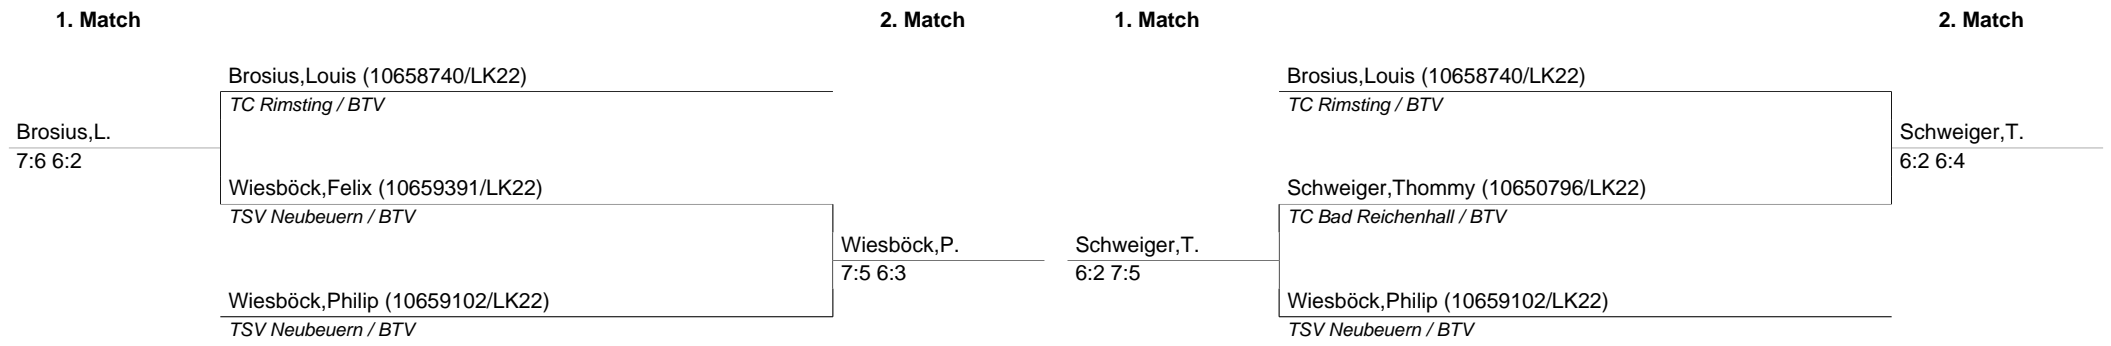 1. Match
2. Match
1. Match
2. Match
Brosius,Louis (10658740/LK22)
TC Rimsting / BTV
Brosius,L.
7:6 6:2
Wiesböck,Felix (10659391/LK22)
TSV Neubeuern / BTV
Wiesböck,P.
7:5 6:3
Wiesböck,Philip (10659102/LK22)
TSV Neubeuern / BTV
Brosius,Louis (10658740/LK22)
TC Rimsting / BTV
Schweiger,T.
6:2 6:4
Schweiger,Thommy (10650796/LK22)
TC Bad Reichenhall / BTV
Schweiger,T.
6:2 7:5
Wiesböck,Philip (10659102/LK22)
TSV Neubeuern / BTV